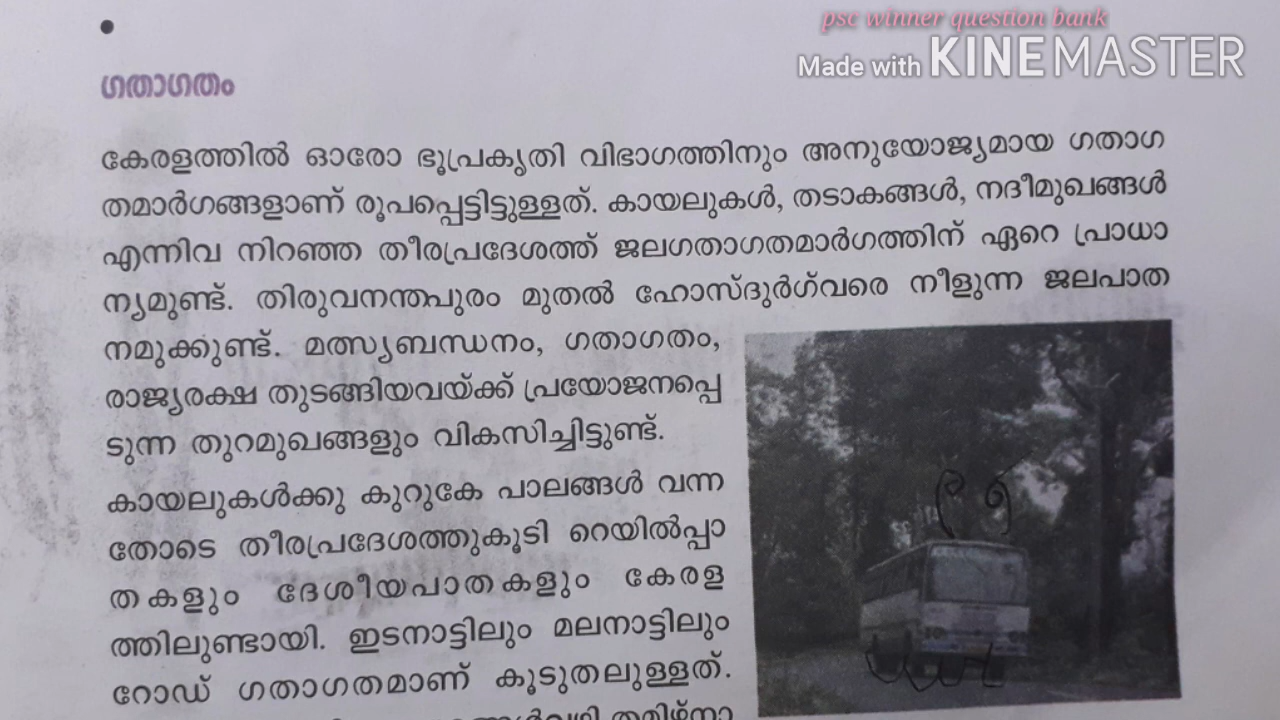 psc winner question bank
Made with KINEMASTER
ഗതാഗതം
കേരളത്തിൽ ഓരോ ഭൂപ്രകൃതി വിഭാഗത്തിനും അനുയോജ്യമായ ഗതാഗ
തമാർഗങ്ങളാണ് രൂപപ്പെട്ടിട്ടുള്ളത്. കായലുകൾ, തടാകങ്ങൾ, നദീമുഖങ്ങൾ
എന്നിവ നിറഞ്ഞ തീരപ്രദേശത്ത് ജലഗതാഗതമാർഗത്തിന് ഏറെ പ്രാധാ
ന്യമുണ്ട്. തിരുവനന്തപുരം മുതൽ ഹോസ്ദുർഗ്‌വരെ നീളുന്ന ജലപാത
നമുക്കുണ്ട്. മത്സ്യബന്ധനം, ഗതാഗതം,
രാജ്യരക്ഷ തുടങ്ങിയവയ്ക്ക് പ്രയോജനപ്പെ
ടുന്ന തുറമുഖങ്ങളും വികസിച്ചിട്ടുണ്ട്.
കായലുകൾക്കു കുറുകേ പാലങ്ങൾ വന്ന
തോടെ തീരപ്രദേശത്തുകൂടി റെയിൽപ്പാ
തകളും ദേശീയപാതകളും കേരള
ത്തിലുണ്ടായി. ഇടനാട്ടിലും മലനാട്ടിലും
റോഡ് ഗതാഗതമാണ് കൂടുതലുള്ളത്.